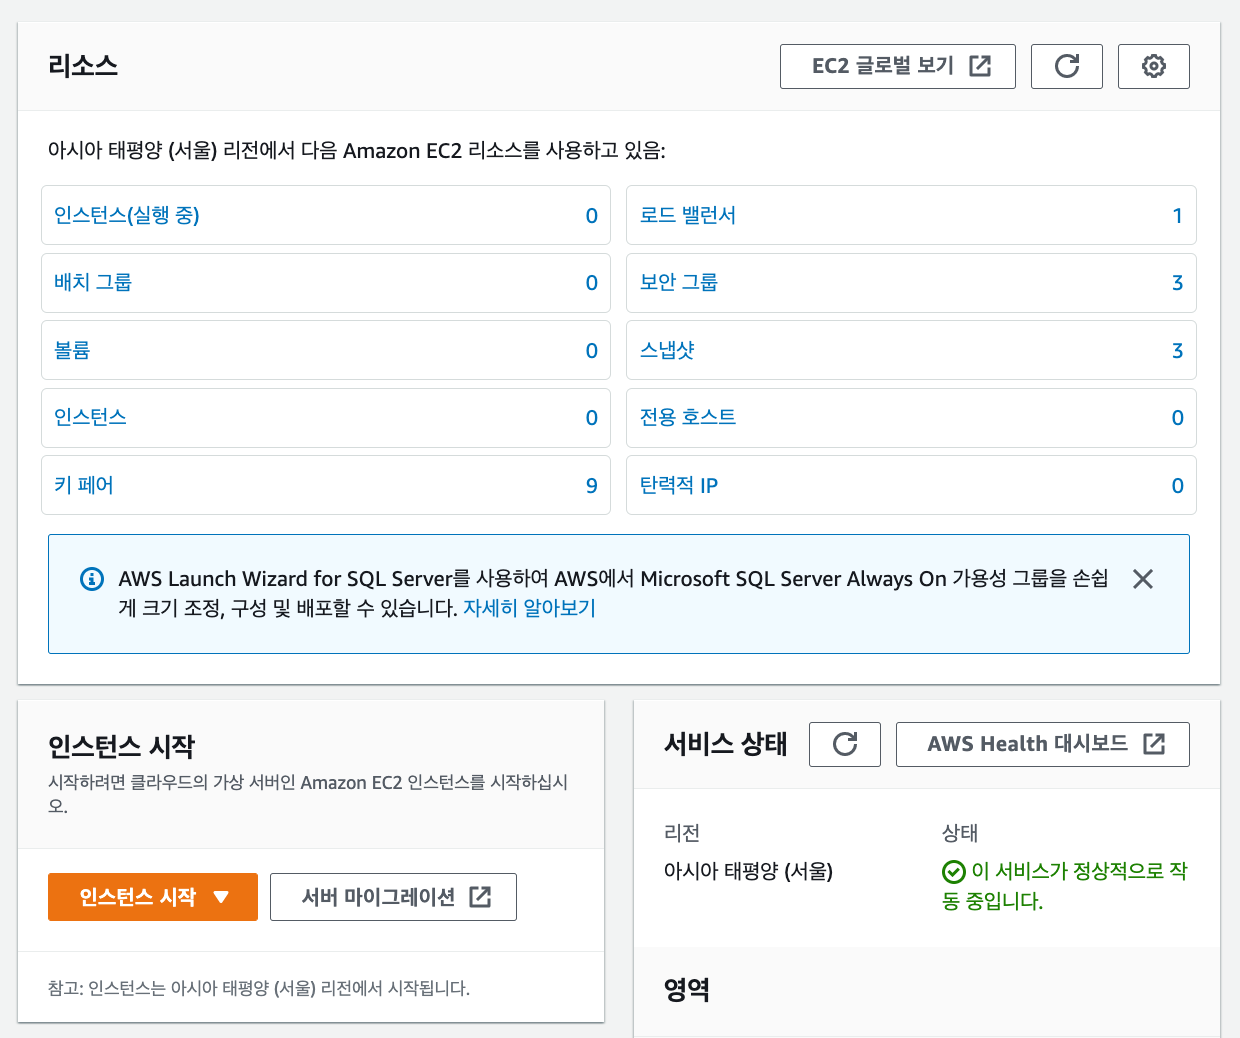 리소스
EC2 글로벌 보기
아시아 태평양 (서울) 리전에서 다음 Amazon EC2 리소스를 사용하고 있음:
인스턴스(실행 중) 0
로드 밸런서 1
배치 그룹 0
보안 그룹 3
볼륨 0
스냅샷 3
인스턴스 0
전용 호스트 0
키 페어 9
탄력적 IP 0
AWS Launch Wizard for SQL Server를 사용하여 AWS에서 Microsoft SQL Server Always On 가용성 그룹을 손쉽
게 크기 조정, 구성 및 배포할 수 있습니다. 자세히 알아보기
인스턴스 시작
시작하려면 클라우드의 가상 서버인 Amazon EC2 인스턴스를 시작하십시
오.
인스턴스 시작
서버 마이그레이션
참고: 인스턴스는 아시아 태평양 (서울) 리전에서 시작됩니다.
서비스 상태
AWS Health 대시보드
리전
상태
아시아 태평양 (서울)
이 서비스가 정상적으로 작
동 중입니다.
영역